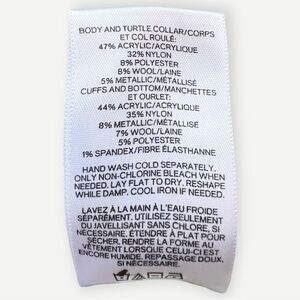 BODY AND TURTLE COLLAR/CORPS
ET COL ROULÉ:
47% ACRYLIC/ACRYLIQUE
32% NYLON
8% POLYESTER
8% WOOL/LAINE
5% METALLIC/MÉTALLISÉ
CUFFS AND BOTTOM/MANCHETTES
ET OURLET:
44% ACRYLIC/ACRYLIQUE
35% NYLON
8% METALLIC/MÉTALLISÉ
7% WOOL/LAINE
5% POLYESTER
1% SPANDEX/FIBRE ÉLASTHANNE
HAND WASH COLD SEPARATELY,
ONLY NON-CHLORINE BLEACH WHEN
NEEDED. LAY FLAT TO DRY. RESHAPE
WHILE DAMP. COOL IRON IF NEEDED.
LAVEZ À LA MAIN À L'EAU FROIDE
SÉPARÉMENT. UTILISEZ SEULEMENT
DU JAVELLISANT SANS CHLORE, SI
NÉCESSAIRE. ÉTENDRE À PLAT POUR
SÉCHER. RENDRE LA FORME AU
VÊTEMENT LORSQUE CELUI-CI EST
ENCORE HUMIDE. REPASSAGE DOUX,
SI NÉCESSAIRE.